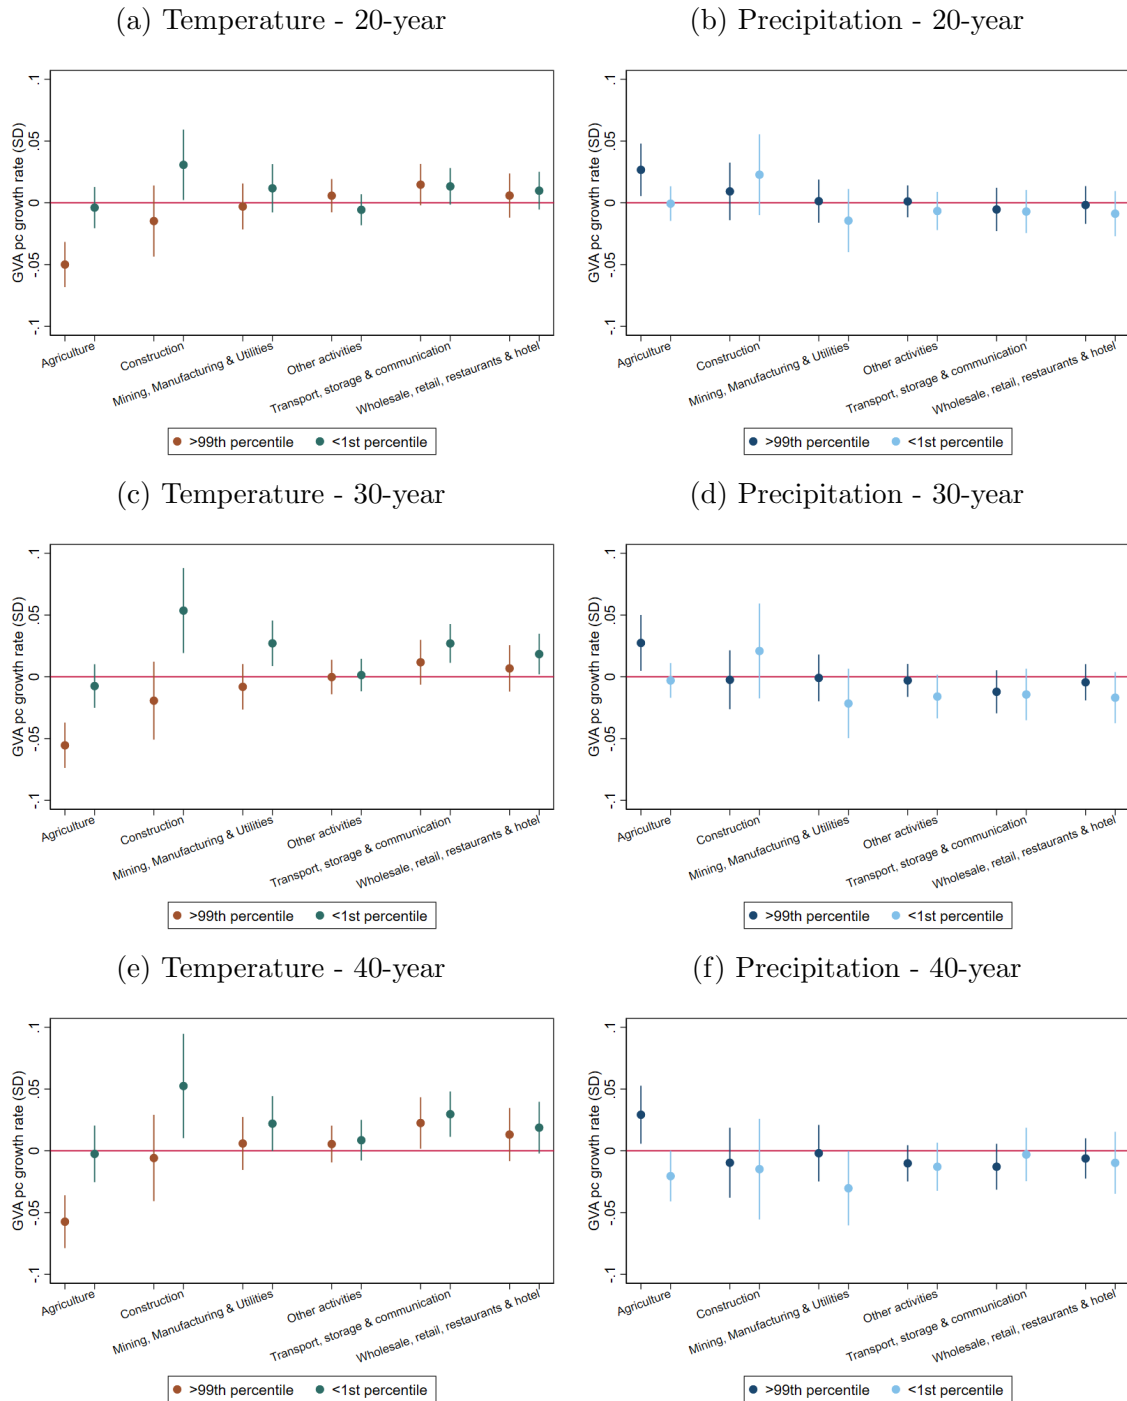 (a) Temperature - 20-year
GVA pc growth rate (SD)
.1
.05
0
-.05
-.1
Agriculture
Construction
Mining, Manufacturing & Utilities
Other activities
Transport, storage & communication
Wholesale, retail, restaurants & hotel
>99th percentile
<1st percentile
(b) Precipitation - 20-year
GVA pc growth rate (SD)
.1
.05
0
-.05
-.1
Agriculture
Construction
Mining, Manufacturing & Utilities
Other activities
Transport, storage & communication
Wholesale, retail, restaurants & hotel
>99th percentile
<1st percentile
(c) Temperature - 30-year
GVA pc growth rate (SD)
.1
.05
0
-.05
-.1
Agriculture
Construction
Mining, Manufacturing & Utilities
Other activities
Transport, storage & communication
Wholesale, retail, restaurants & hotel
>99th percentile
<1st percentile
(d) Precipitation - 30-year
GVA pc growth rate (SD)
.1
.05
0
-.05
-.1
Agriculture
Construction
Mining, Manufacturing & Utilities
Other activities
Transport, storage & communication
Wholesale, retail, restaurants & hotel
>99th percentile
<1st percentile
(e) Temperature - 40-year
GVA pc growth rate (SD)
.1
.05
0
-.05
-.1
Agriculture
Construction
Mining, Manufacturing & Utilities
Other activities
Transport, storage & communication
Wholesale, retail, restaurants & hotel
>99th percentile
<1st percentile
(f) Precipitation - 40-year
GVA pc growth rate (SD)
.1
.05
0
-.05
-.1
Agriculture
Construction
Mining, Manufacturing & Utilities
Other activities
Transport, storage & communication
Wholesale, retail, restaurants & hotel
>99th percentile
<1st percentile